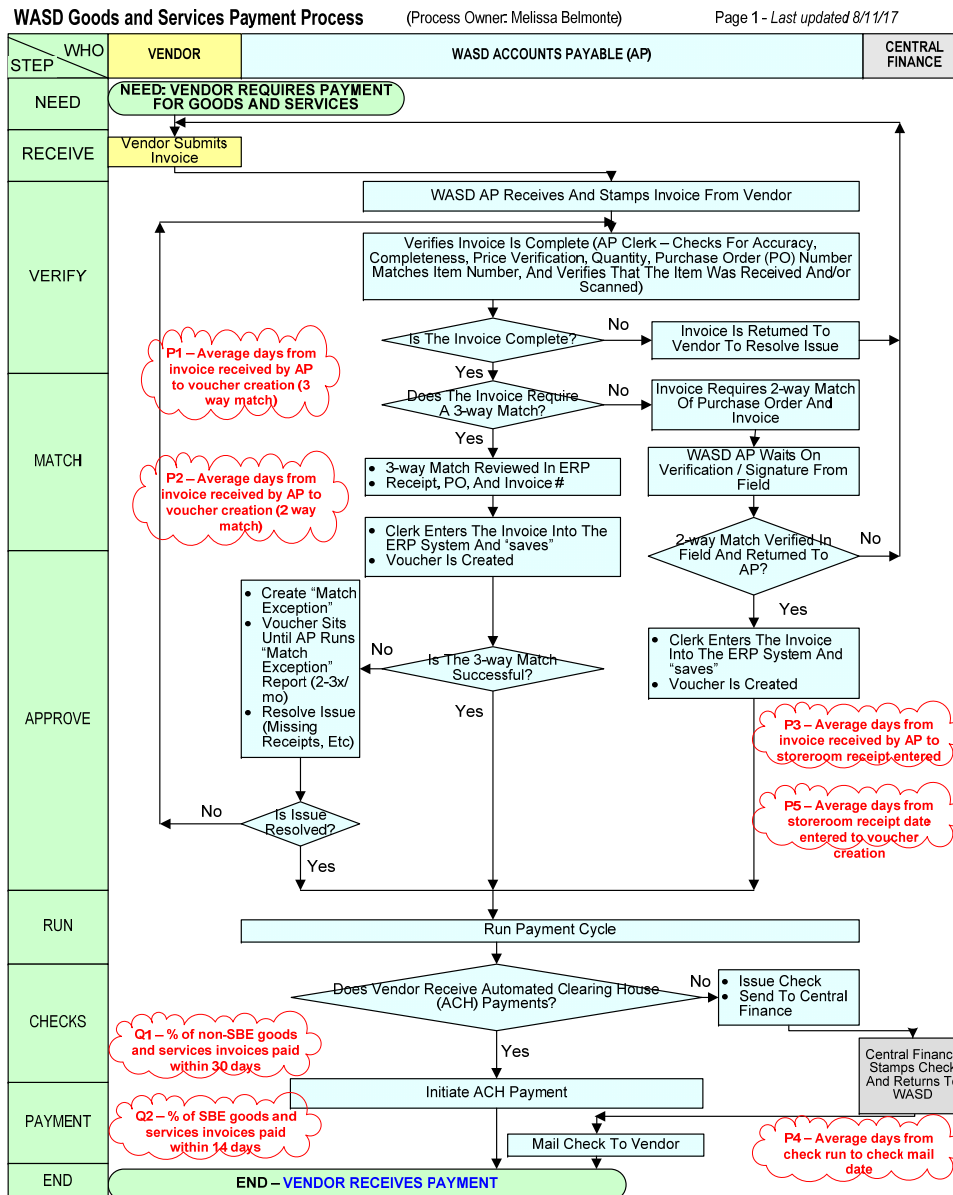 WASD Goods and Services Payment Process
(Process Owner: Melissa Belmonte)
Page 1 - Last updated 8/11/17
WHO
STEP
VENDOR
WASD ACCOUNTS PAYABLE (AP)
CENTRAL
FINANCE
NEED
NEED: VENDOR REQUIRES PAYMENT
FOR GOODS AND SERVICES
RECEIVE
Vendor Submits
Invoice
WASD AP Receives And Stamps Invoice From Vendor
VERIFY
Verifies Invoice Is Complete (AP Clerk – Checks For Accuracy,
Completeness, Price Verification, Quantity, Purchase Order (PO) Number
Matches Item Number, And Verifies That The Item Was Received And/or
Scanned)
Is The Invoice Complete?
No
Invoice Is Returned To
Vendor To Resolve Issue
Yes
P1 – Average days from
invoice received by AP
to voucher creation (3
way match)
MATCH
Does The Invoice Require
A 3-way Match?
No
Invoice Requires 2-way Match
Of Purchase Order And
Invoice
Yes
WASD AP Waits On
Verification / Signature From
Field
• 3-way Match Reviewed In ERP
• Receipt, PO, And Invoice #
P2 – Average days from
invoice received by AP to
voucher creation (2 way
match)
• Clerk Enters The Invoice Into The
ERP System And “saves”
• Voucher Is Created
2-way Match Verified In
Field And Returned To
AP?
No
Yes
APPROVE
• Create “Match
Exception”
• Voucher Sits
Until AP Runs
“Match
Exception”
Report (2-3x/
mo)
• Resolve Issue
(Missing
Receipts, Etc)
No
Is The 3-way Match
Successful?
Yes
• Clerk Enters The Invoice
Into The ERP System And
“saves”
• Voucher Is Created
P3 – Average days from
invoice received by AP to
storeroom receipt entered
P5 – Average days from
storeroom receipt date
entered to voucher
creation
No
Is Issue
Resolved?
Yes
RUN
Run Payment Cycle
CHECKS
Does Vendor Receive Automated Clearing House
(ACH) Payments?
No
• Issue Check
• Send To Central
Finance
Yes
Q1 – % of non-SBE goods
and services invoices paid
within 30 days
Central Financ
Stamps Check
And Returns T
WASD
PAYMENT
Initiate ACH Payment
Q2 – % of SBE goods and
services invoices paid
within 14 days
Mail Check To Vendor
P4 – Average days from
check run to check mail
date
END
END – VENDOR RECEIVES PAYMENT